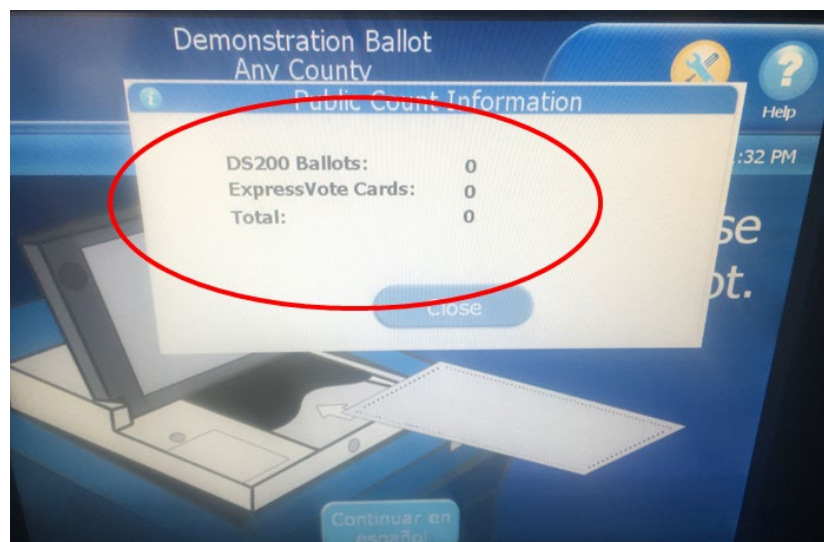 Demonstration Ballot
Any County
Public Count Information
Help
:32 PM
DS200 Ballots: 0
ExpressVote Cards: 0
Total: 0
se
ot.
Close
Continuar en
español